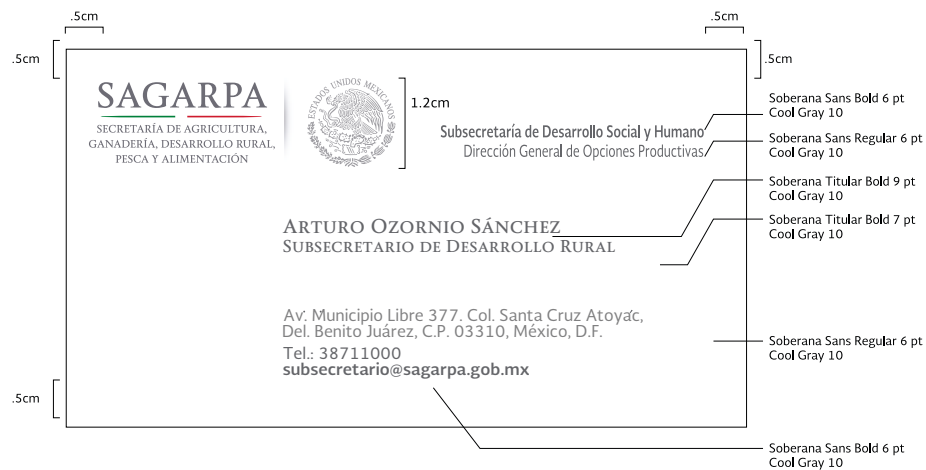 .5cm
.5cm
.5cm
.5cm
SAGARPA
SECRETARÍA DE AGRICULTURA,
GANADERÍA, DESARROLLO RURAL,
PESCA Y ALIMENTACIÓN
ESTADOS UNIDOS MEXICANOS
1.2cm
Subsecretaría de Desarrollo Social y Humano
Dirección General de Opciones Productivas
Soberana Sans Bold 6 pt
Cool Gray 10
Soberana Sans Regular 6 pt
Cool Gray 10
Soberana Titular Bold 9 pt
Cool Gray 10
Soberana Titular Bold 7 pt
Cool Gray 10
ARTURO OZORNIO SÁNCHEZ
SUBSECRETARIO DE DESARROLLO RURAL
Av. Municipio Libre 377. Col. Santa Cruz Atoyac,
Del. Benito Juárez, C.P. 03310, México, D.F.
Tel.: 38711000
subsecretario@sagarpa.gob.mx
Soberana Sans Regular 6 pt
Cool Gray 10
.5cm
Soberana Sans Bold 6 pt
Cool Gray 10